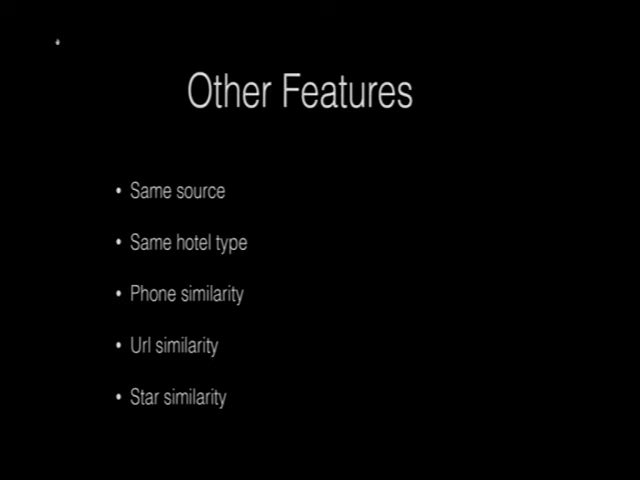 Other Features
• Same source
• Same hotel type
• Phone similarity
• Url similarity
• Star similarity